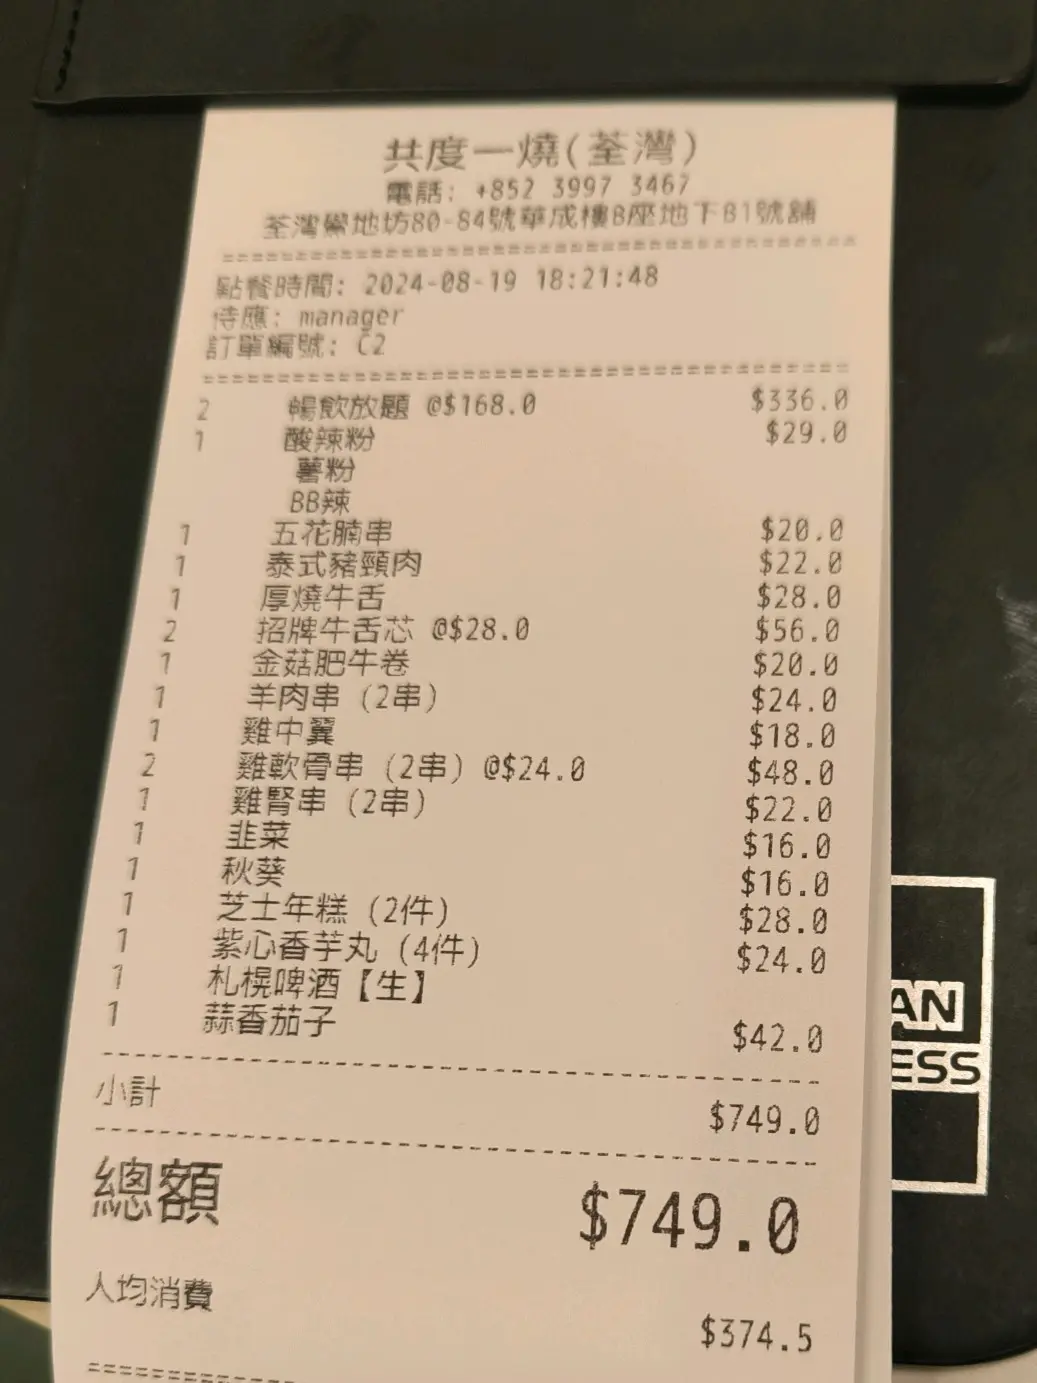 共度一燒(荃灣)
電話: +852 3997 3467
荃灣鱟地坊80-84號華成樓B座地下B1號舖
點餐時間: 2024-08-19 18:21:48
侍應: manager
訂單編號: C2
2 暢飲放題 @$168.0 $336.0
1 酸辣粉 $29.0
薯粉
BB辣
1 五花腩串 $20.0
1 泰式豬頸肉 $22.0
1 厚燒牛舌 $28.0
2 招牌牛舌芯 @$28.0 $56.0
1 金菇肥牛卷 $20.0
1 羊肉串 (2串) $24.0
1 雞中翼 $18.0
2 雞軟骨串 (2串) @$24.0 $48.0
1 雞腎串 (2串) $22.0
1 韭菜 $16.0
1 秋葵 $16.0
1 芝士年糕 (2件) $28.0
1 紫心香芋丸 (4件) $24.0
1 札幌啤酒【生】
1 蒜香茄子 $42.0
小計 $749.0
總額 $749.0
人均消費 $374.5
AN
ESS